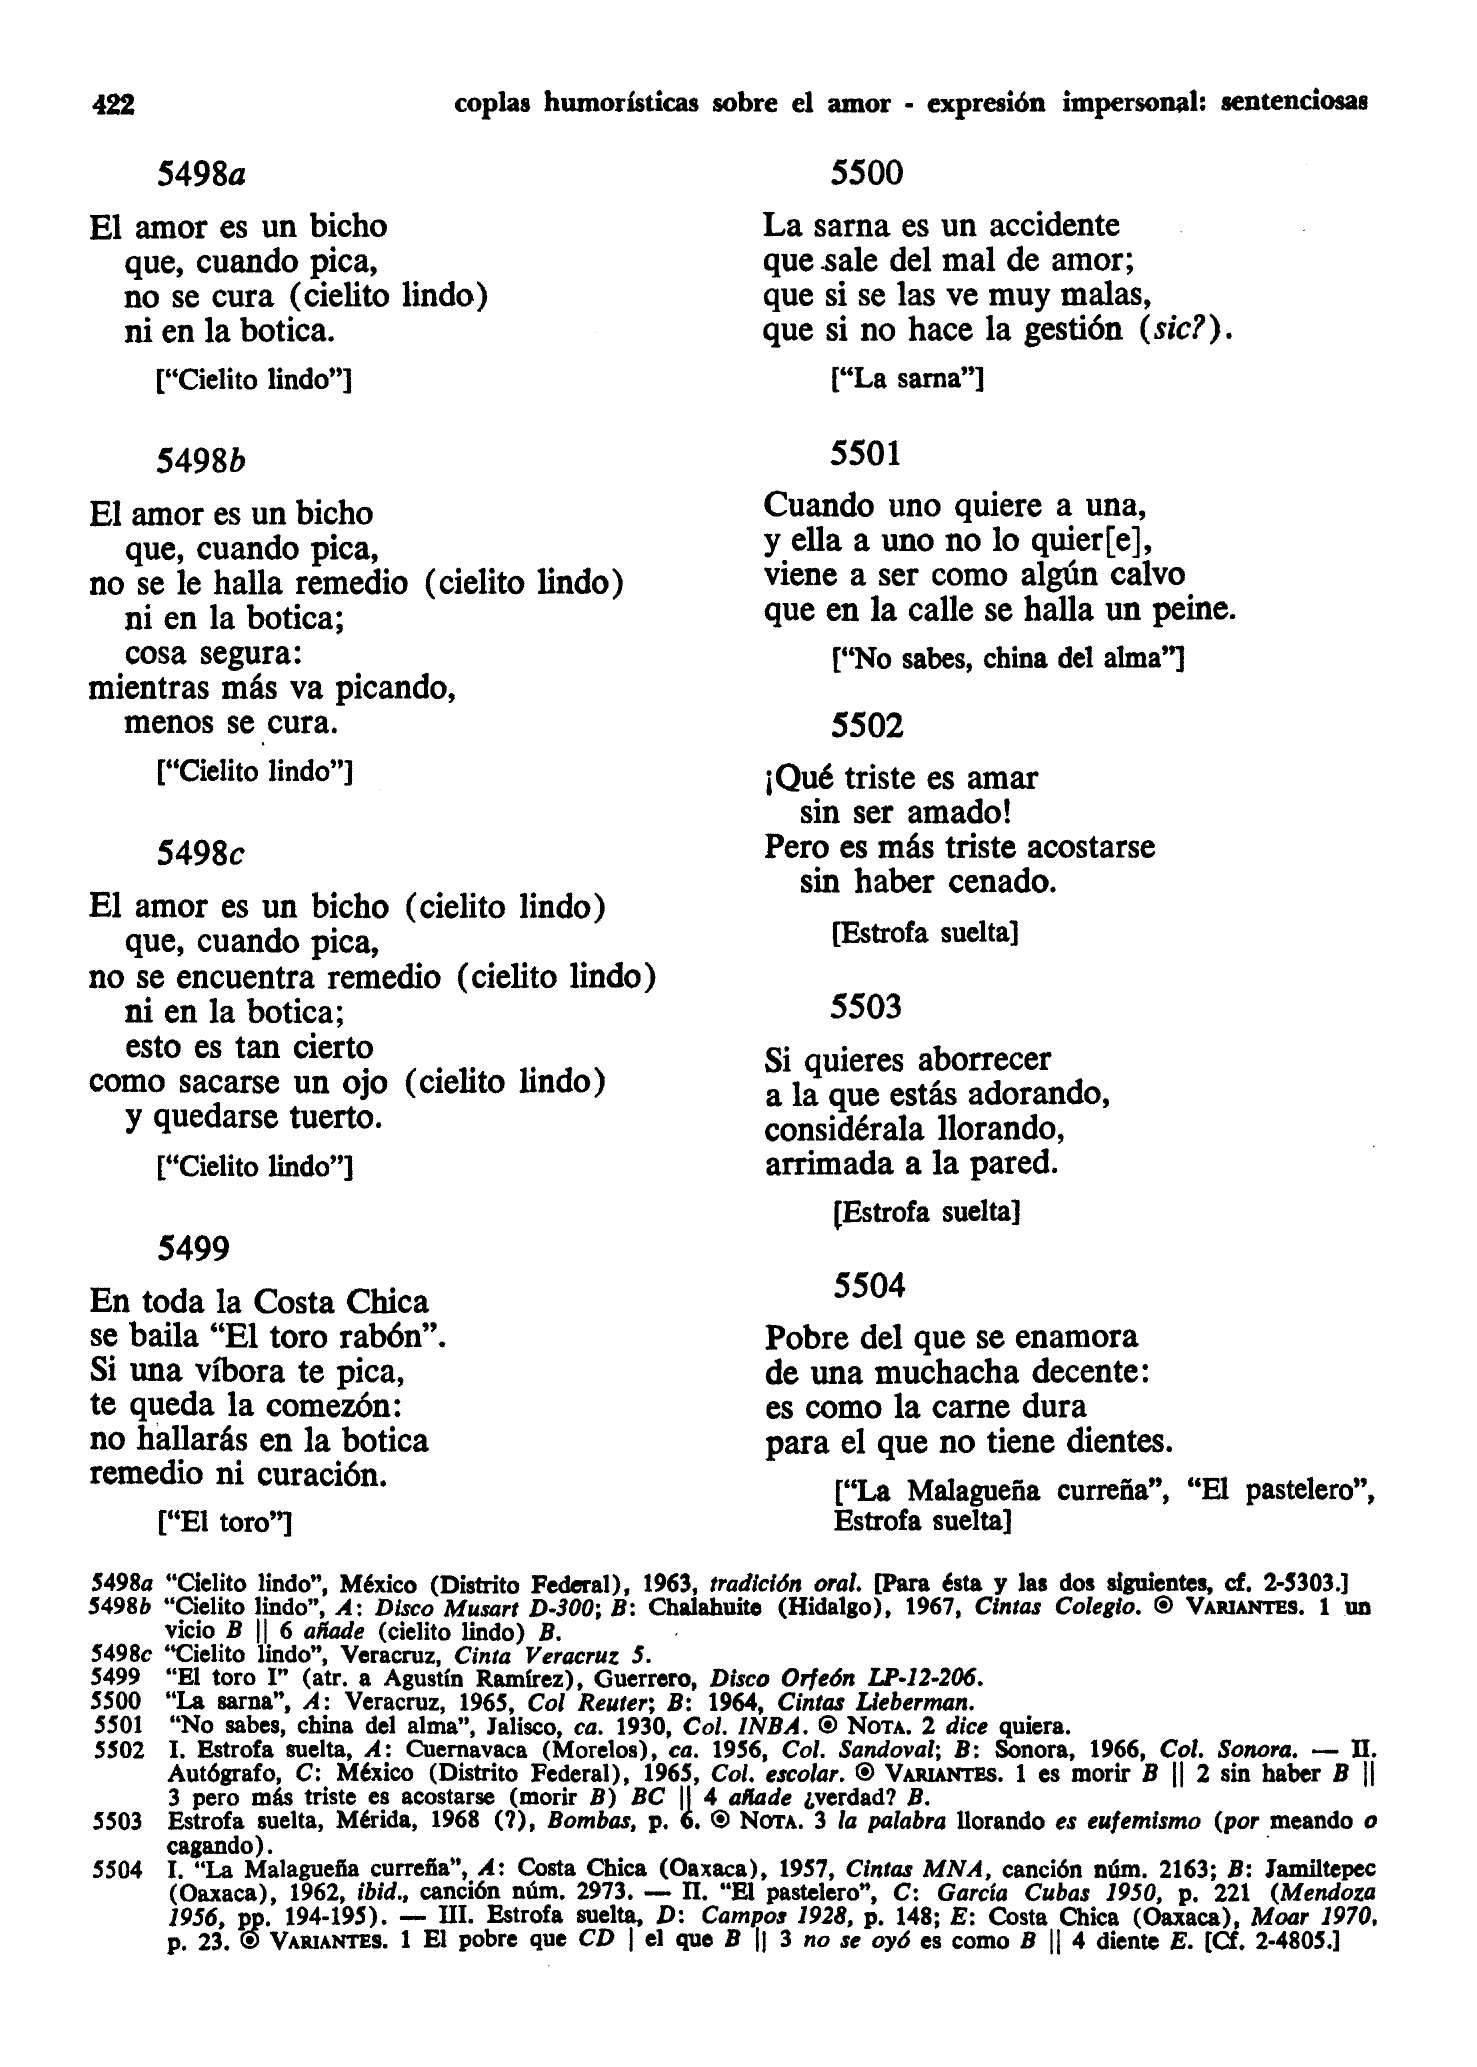 422 coplas humorísticas sobre el amor - expresión impersonal: sentenciosas
5498a
El amor es un bicho
que, cuando pica,
no se cura (cielito lindo)
ni en la botica.
["Cielito lindo"]
5498b
El amor es un bicho
que, cuando pica,
no se le halla remedio (cielito lindo)
ni en la botica;
cosa segura:
mientras más va picando,
menos se cura.
["Cielito lindo"]
5498c
El amor es un bicho (cielito lindo)
que, cuando pica,
no se encuentra remedio (cielito lindo)
ni en la botica;
esto es tan cierto
como sacarse un ojo (cielito lindo)
y quedarse tuerto.
["Cielito lindo"]
5499
En toda la Costa Chica
se baila "El toro rabón".
Si una víbora te pica,
te queda la comezón:
no hallarás en la botica
remedio ni curación.
["El toro"]
5500
La sarna es un accidente
que sale del mal de amor;
que si se las ve muy malas,
que si no hace la gestión (sic?).
["La sarna"]
5501
Cuando uno quiere a una,
y ella a uno no lo quier[e],
viene a ser como algún calvo
que en la calle se halla un peine.
["No sabes, china del alma"]
5502
¡Qué triste es amar
sin ser amado!
Pero es más triste acostarse
sin haber cenado.
[Estrofa suelta]
5503
Si quieres aborrecer
a la que estás adorando,
considérala llorando,
arrimada a la pared.
[Estrofa suelta]
5504
Pobre del que se enamora
de una muchacha decente:
es como la carne dura
para el que no tiene dientes.
["La Malagueña curreña", "El pastelero",
Estrofa suelta]
5498a "Cielito lindo", México (Distrito Federal), 1963, tradición oral. [Para ésta y las dos siguientes, cf. 2-5303.]
5498b "Cielito lindo", A: Disco Musart D-300; B: Chalahuite (Hidalgo), 1967, Cintas Colegio. ⊙ VARIANTES. 1 un
vicio B || 6 añade (cielito lindo) B.
5498c "Cielito lindo", Veracruz, Cinta Veracruz 5.
5499 "El toro I" (atr. a Agustín Ramírez), Guerrero, Disco Orfeón LP-12-206.
5500 "La sarna", A: Veracruz, 1965, Col Reuter; B: 1964, Cintas Lieberman.
5501 "No sabes, china del alma", Jalisco, ca. 1930, Col. INBA. ⊙ NOTA. 2 dice quiera.
5502 I. Estrofa suelta, A: Cuernavaca (Morelos), ca. 1956, Col. Sandoval; B: Sonora, 1966, Col. Sonora. — II.
Autógrafo, C: México (Distrito Federal), 1965, Col. escolar. ⊙ VARIANTES. 1 es morir B || 2 sin haber B ||
3 pero más triste es acostarse (morir B) BC || 4 añade ¿verdad? B.
5503 Estrofa suelta, Mérida, 1968 (?), Bombas, p. 6. ⊙ NOTA. 3 la palabra llorando es eufemismo (por meando o
cagando).
5504 I. "La Malagueña curreña", A: Costa Chica (Oaxaca), 1957, Cintas MNA, canción núm. 2163; B: Jamiltepec
(Oaxaca), 1962, ibid., canción núm. 2973. — II. "El pastelero", C: García Cubas 1950, p. 221 (Mendoza
1956, pp. 194-195). — III. Estrofa suelta, D: Campos 1928, p. 148; E: Costa Chica (Oaxaca), Moar 1970,
p. 23. ⊙ VARIANTES. 1 El pobre que CD | el que B || 3 no se oyó es como B || 4 diente E. [Cf. 2-4805.]